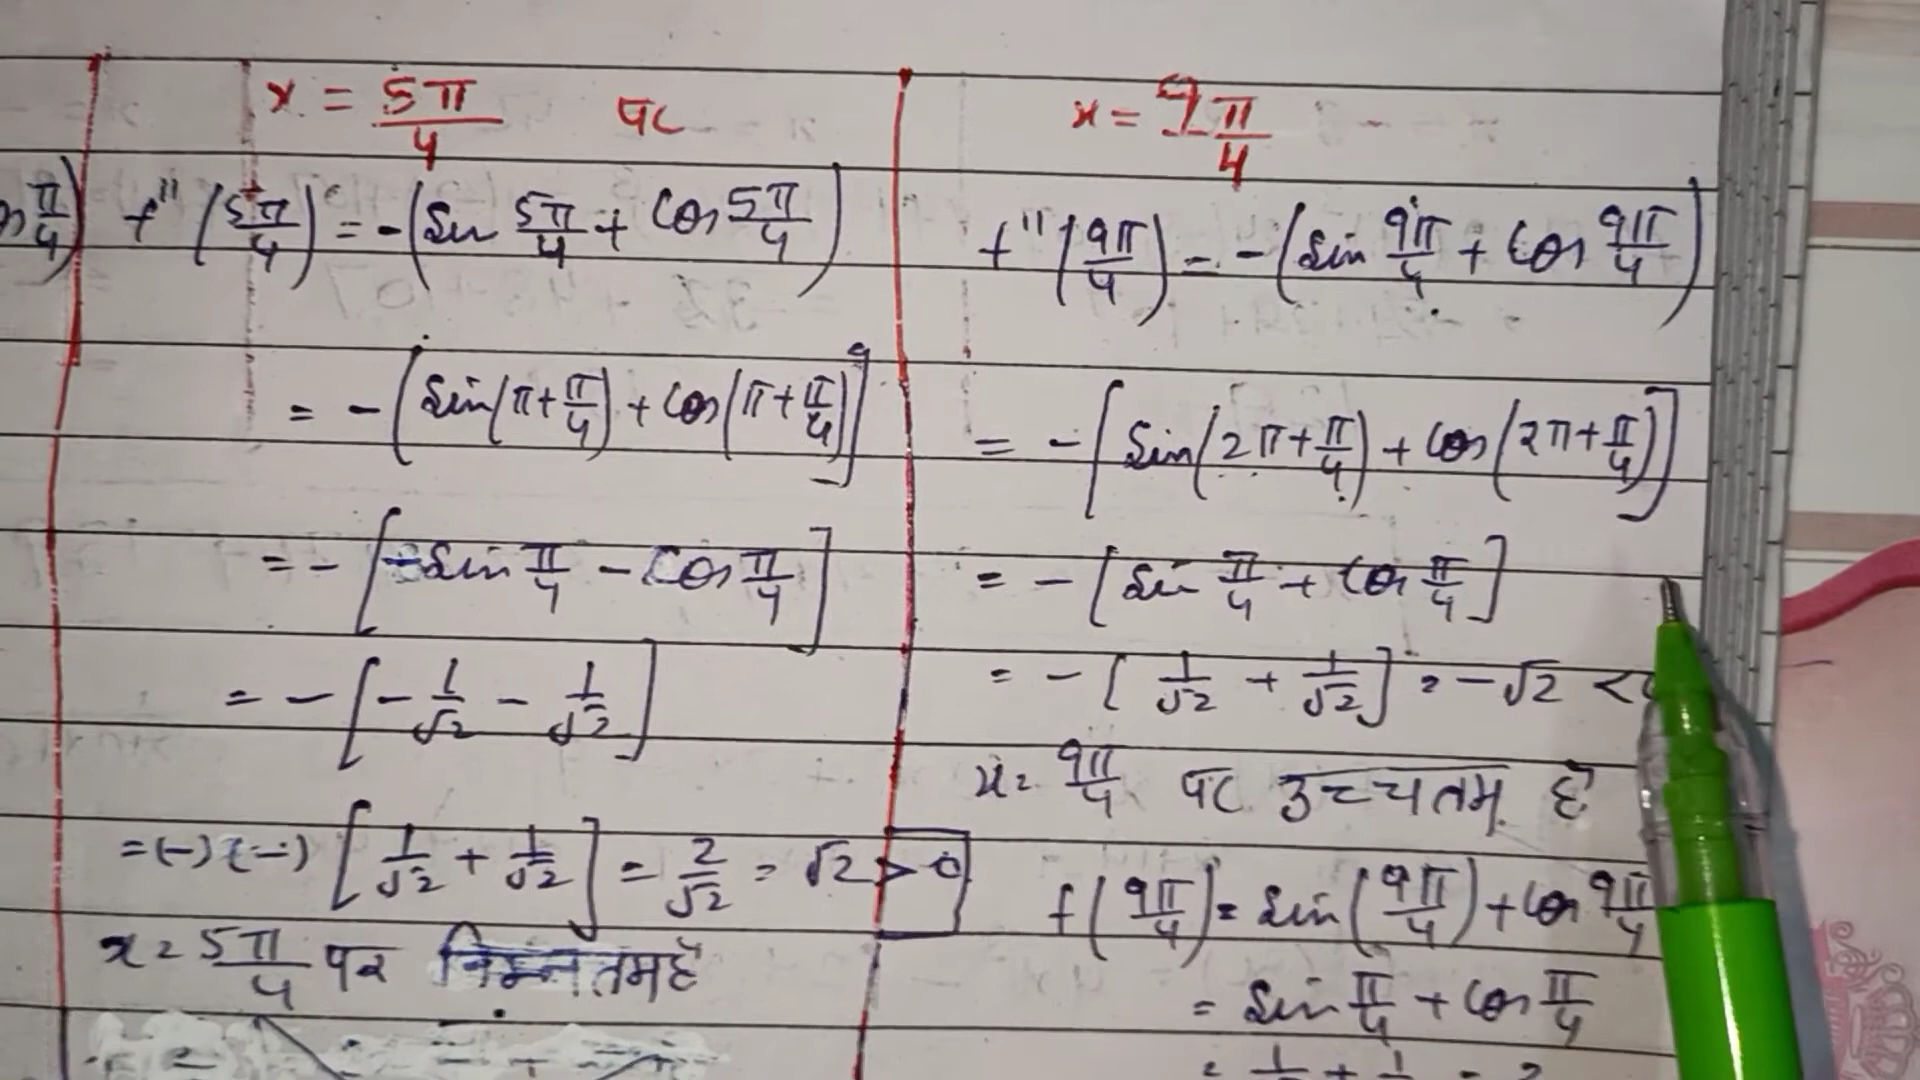 x = 5π/4 पर
os π/4) f''(5π/4) = -(Sin 5π/4 + Cos 5π/4)
= -[Sin(π+π/4) + Cos(π+π/4)]
= -[-Sin π/4 - Cos π/4]
= -[-1/√2 - 1/√2]
=(-)(-) [1/√2 + 1/√2] = 2/√2 = √2 > 0
x = 5π/4 पर निम्नतम है
x = 9π/4
f''(9π/4) = -(Sin 9π/4 + Cos 9π/4)
= -[Sin(2π+π/4) + Cos(2π+π/4)]
= -[Sin π/4 + Cos π/4]
= -[1/√2 + 1/√2] = -√2 <
x = 9π/4 पर उच्चतम है
f(9π/4) = Sin(9π/4) + Cos 9π/4
= Sin π/4 + Cos π/4